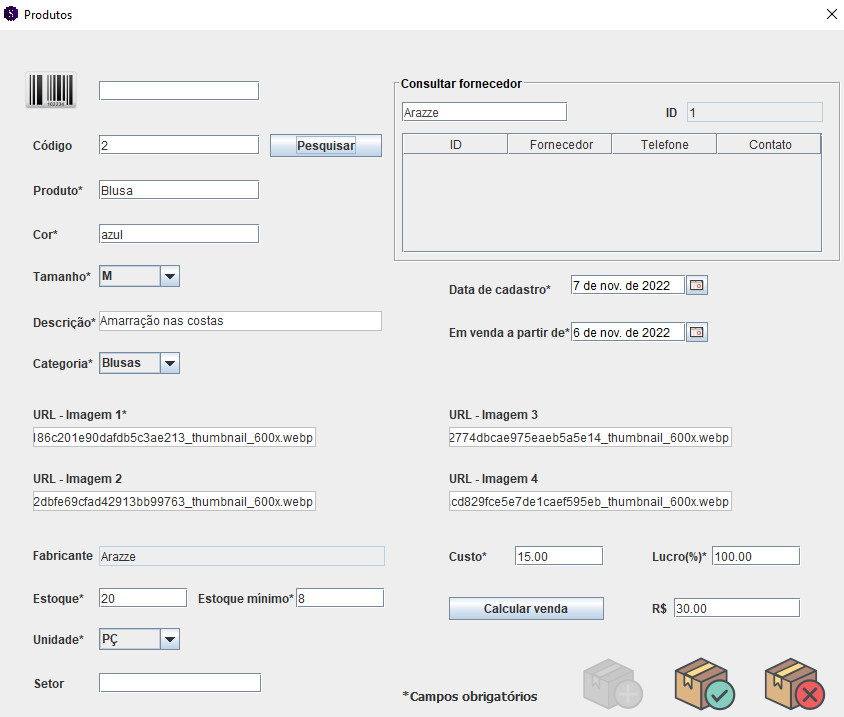 Produtos
Consultar fornecedor
Arazze
ID 1
Código 2 Pesquisar
ID Fornecedor Telefone Contato
Produto* Blusa
Cor* azul
Tamanho* M
Data de cadastro* 7 de nov. de 2022
Descrição* Amarração nas costas
Em venda a partir de* 6 de nov. de 2022
Categoria* Blusas
URL - Imagem 1*
URL - Imagem 3
l86c201e90dafdb5c3ae213_thumbnail_600x.webp
2774dbcae975eaeb5a5e14_thumbnail_600x.webp
URL - Imagem 2
URL - Imagem 4
2dbfe69cfad42913bb99763_thumbnail_600x.webp
cd829fce5e7de1caef595eb_thumbnail_600x.webp
Fabricante Arazze
Custo* 15.00
Lucro(%)* 100.00
Estoque* 20
Estoque mínimo* 8
Calcular venda
R$ 30.00
Unidade* PÇ
Setor
*Campos obrigatórios